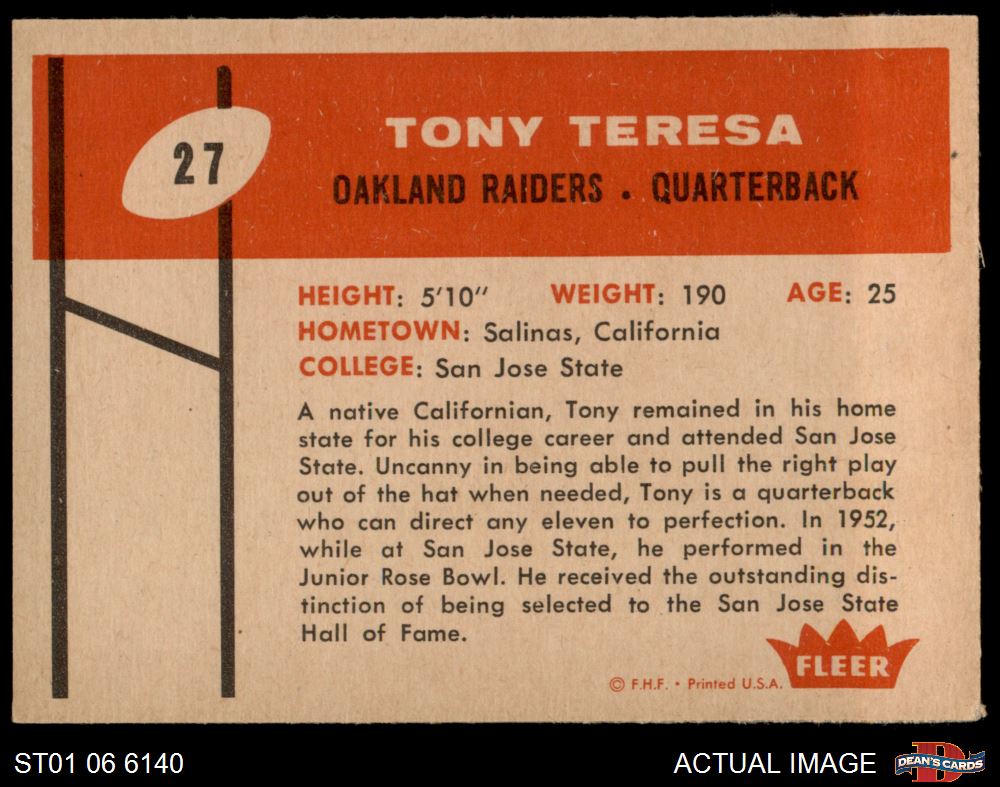 27
TONY TERESA
OAKLAND RAIDERS • QUARTERBACK
HEIGHT: 5'10" WEIGHT: 190 AGE: 25
HOMETOWN: Salinas, California
COLLEGE: San Jose State
A native Californian, Tony remained in his home
state for his college career and attended San Jose
State. Uncanny in being able to pull the right play
out of the hat when needed, Tony is a quarterback
who can direct any eleven to perfection. In 1952,
while at San Jose State, he performed in the
Junior Rose Bowl. He received the outstanding dis-
tinction of being selected to the San Jose State
Hall of Fame.
FLEER
© F.H.F. • Printed U.S.A.
ST01 06 6140
ACTUAL IMAGE
D
DEAN'S CARDS